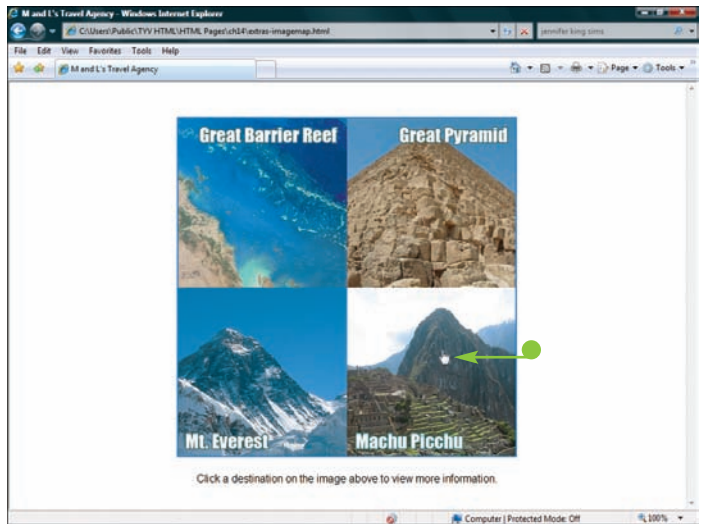 M and L's Travel Agency - Windows Internet Explorer
C:\Users\Public\TYV HTML\HTML Pages\ch14\extras-imagemap.html
jennifer king sims
File Edit View Favorites Tools Help
M and L's Travel Agency
Page Tools
Great Barrier Reef
Great Pyramid
Mt. Everest
Machu Picchu
Click a destination on the image above to view more information.
Computer | Protected Mode: Off
100%